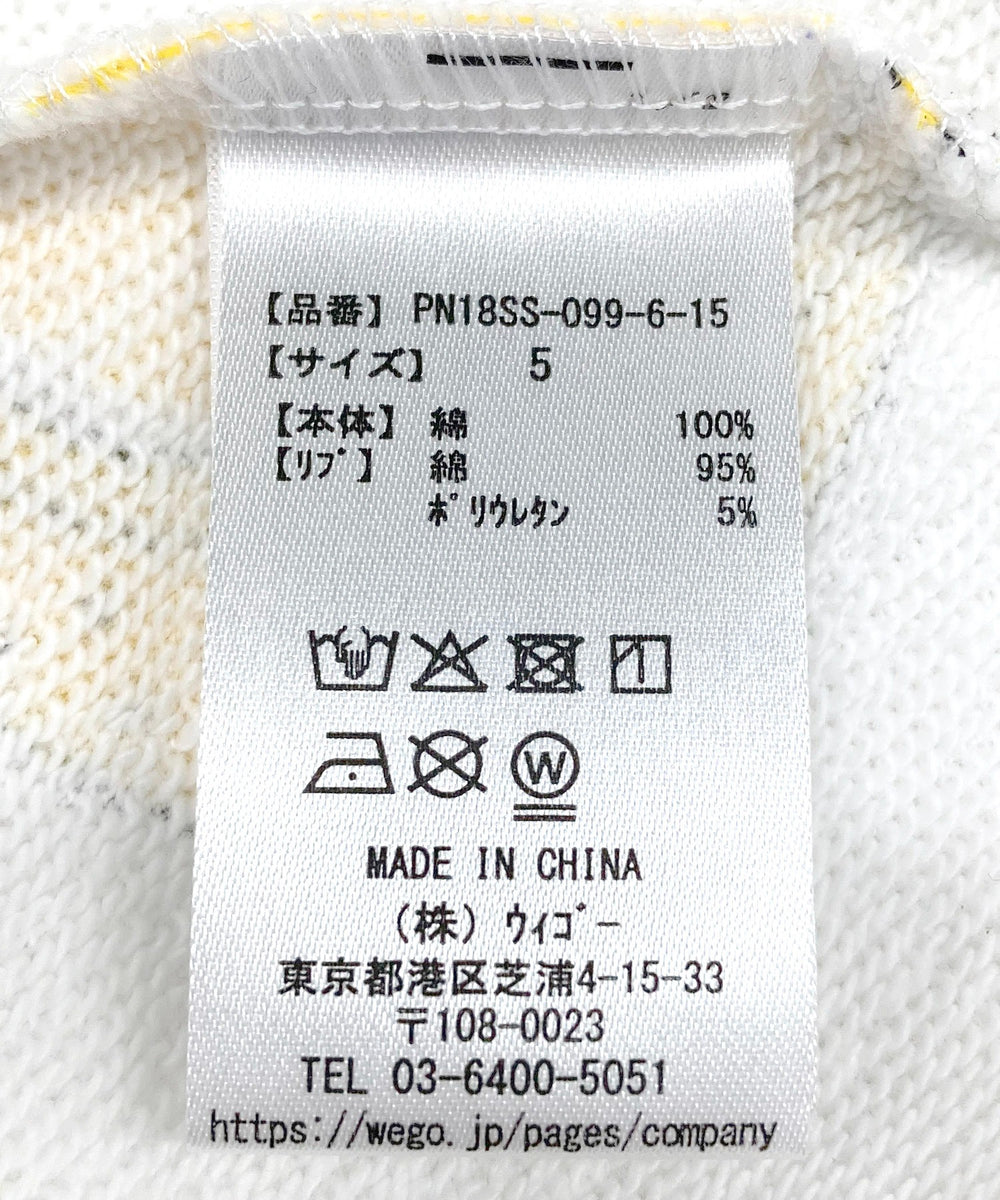 【品番】 PN18SS-099-6-15
【サイズ】 5
【本体】 綿 100%
【ﾘﾌﾞ】 綿 95%
ﾎﾟﾘｳﾚﾀﾝ 5%
W
MADE IN CHINA
(株) ｳｨｺﾞｰ
東京都港区芝浦4-15-33
〒108-0023
TEL 03-6400-5051
https://wego.jp/pages/company